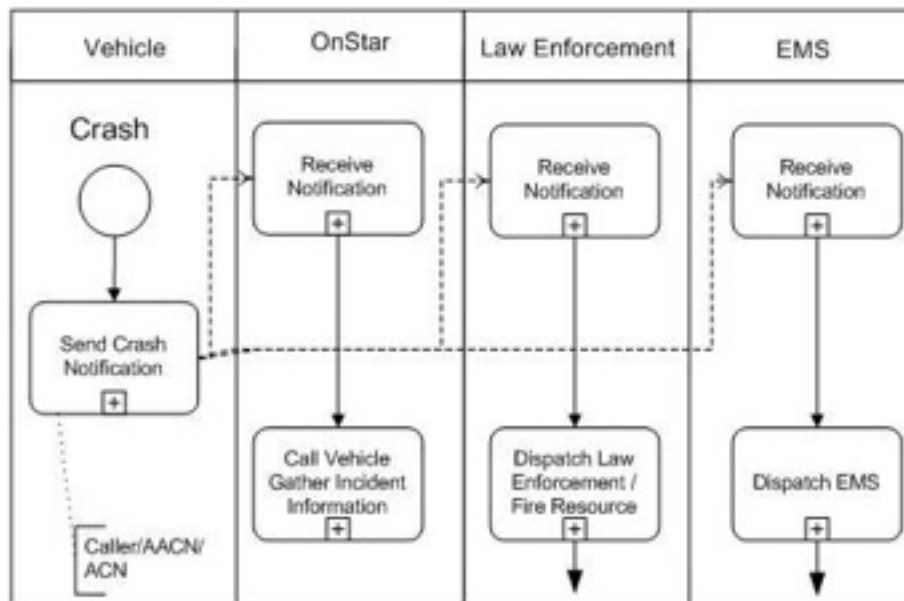 Vehicle
OnStar
Law Enforcement
EMS
Crash
Receive
Notification
Receive
Notification
Receive
Notification
Send Crash
Notification
Call Vehicle
Gather Incident
Information
Dispatch Law
Enforcement /
Fire Resource
Dispatch EMS
Caller/AACN/
ACN